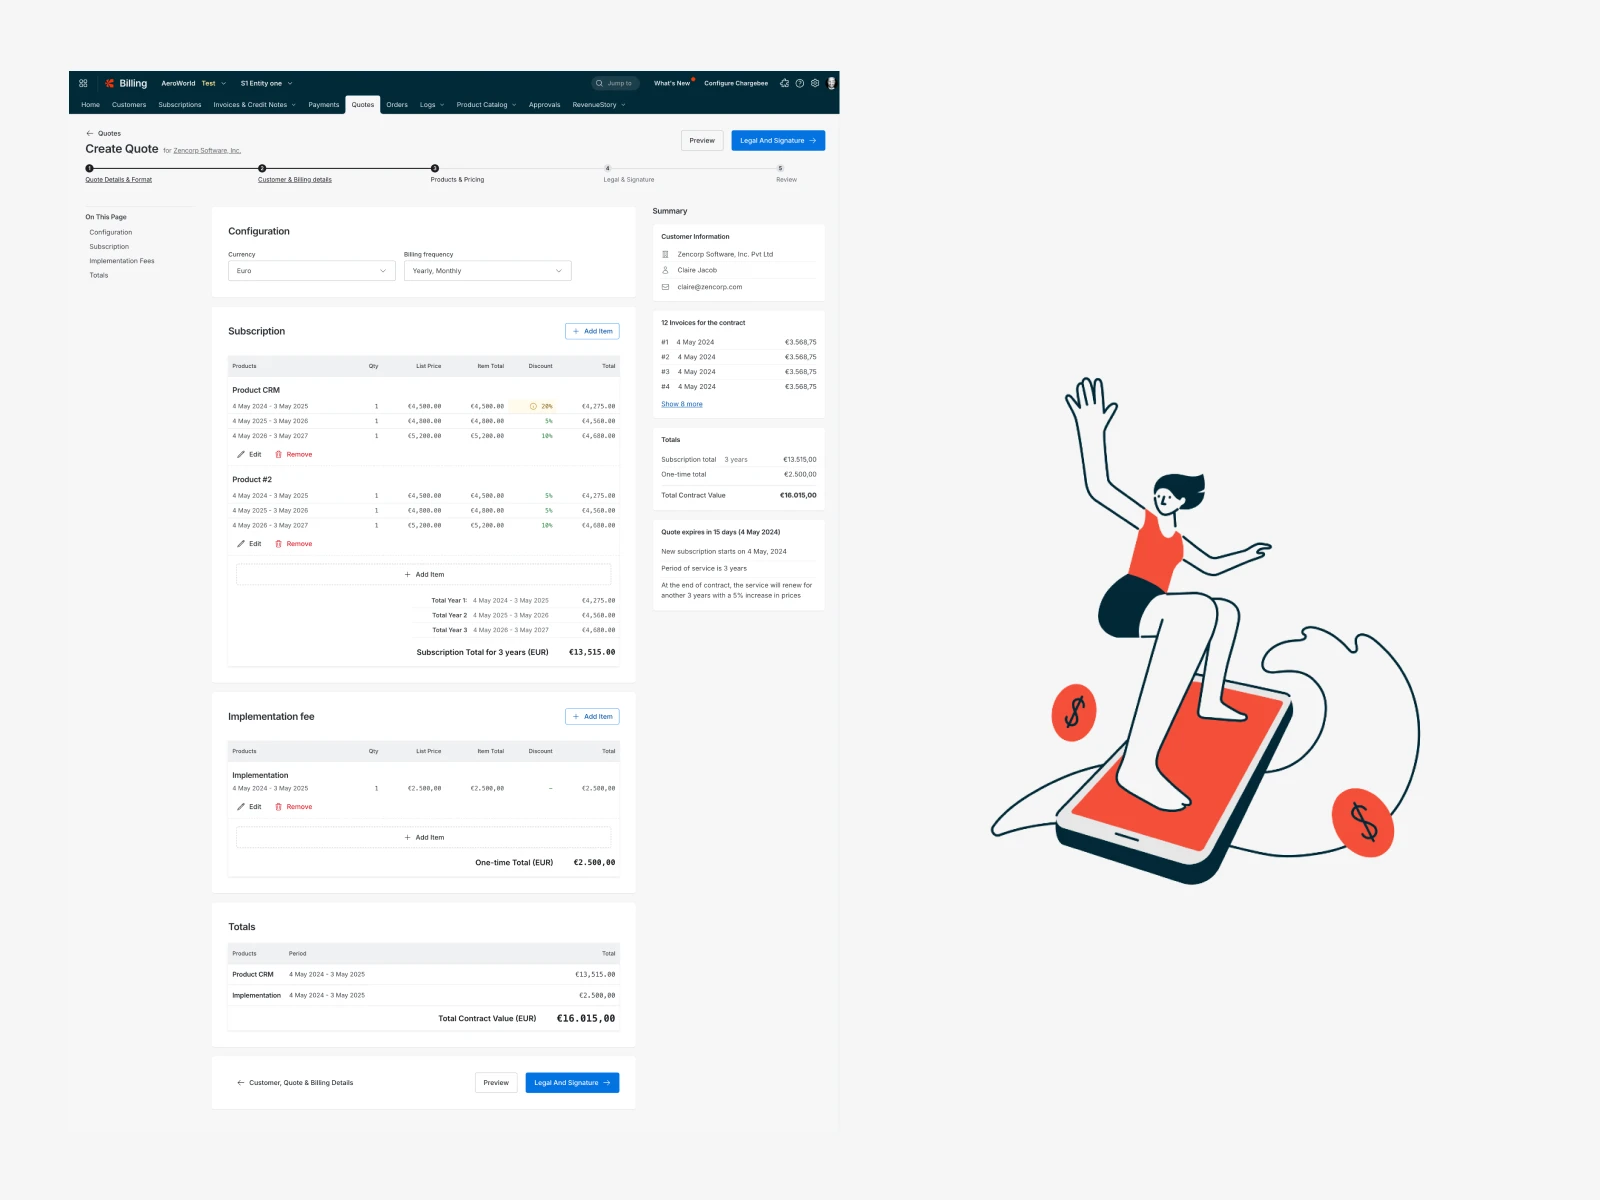 Billing AeroWorld Test S1 Entity one Jump to What's New Configure Chargebee
Home Customers Subscriptions Invoices & Credit Notes Payments Quotes Orders Logs Product Catalog Approvals RevenueStory
Quotes
Create Quote for Zencorp Software, Inc.
Preview
Legal And Signature
1 2 3 4 5
Quote Details & Format Customer & Billing details Products & Pricing Legal & Signature Review
On This Page
Configuration
Subscription
Implementation Fees
Totals
Configuration
Currency Billing frequency
Euro Yearly, Monthly
Subscription
Add Item
Products Qty List Price Item Total Discount Total
Product CRM
4 May 2024 - 3 May 2025 1 €4,500.00 €4,500.00 20% €4,275.00
4 May 2025 - 3 May 2026 1 €4,800.00 €4,800.00 5% €4,560.00
4 May 2026 - 3 May 2027 1 €5,200.00 €5,200.00 10% €4,680.00
Edit Remove
Product #2
4 May 2024 - 3 May 2025 1 €4,500.00 €4,500.00 5% €4,275.00
4 May 2025 - 3 May 2026 1 €4,800.00 €4,800.00 5% €4,560.00
4 May 2026 - 3 May 2027 1 €5,200.00 €5,200.00 10% €4,680.00
Edit Remove
Add Item
Total Year 1: 4 May 2024 - 3 May 2025 €4,275.00
Total Year 2 4 May 2025 - 3 May 2026 €4,560.00
Total Year 3 4 May 2026 - 3 May 2027 €4,680.00
Subscription Total for 3 years (EUR) €13,515.00
Implementation fee
Add Item
Products Qty List Price Item Total Discount Total
Implementation
4 May 2024 - 3 May 2025 1 €2.500,00 €2.500,00 – €2.500,00
Edit Remove
Add Item
One-time Total (EUR) €2.500,00
Totals
Products Period Total
Product CRM 4 May 2024 - 3 May 2025 €13,515.00
Implementation 4 May 2024 - 3 May 2025 €2.500,00
Total Contract Value (EUR) €16.015,00
Customer, Quote & Billing Details
Preview
Legal And Signature
Summary
Customer Information
Zencorp Software, Inc. Pvt Ltd
Claire Jacob
claire@zencorp.com
12 Invoices for the contract
#1 4 May 2024 €3.568,75
#2 4 May 2024 €3.568,75
#3 4 May 2024 €3.568,75
#4 4 May 2024 €3.568,75
Show 8 more
Totals
Subscription total 3 years €13.515,00
One-time total €2.500,00
Total Contract Value €16.015,00
Quote expires in 15 days (4 May 2024)
New subscription starts on 4 May, 2024
Period of service is 3 years
At the end of contract, the service will renew for
another 3 years with a 5% increase in prices
$
$